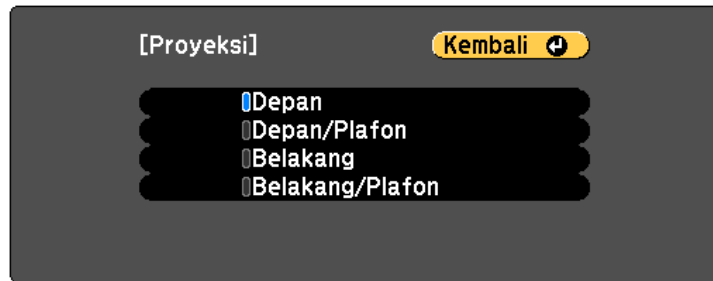 [Proyeksi] Kembali
Depan
Depan/Plafon
Belakang
Belakang/Plafon